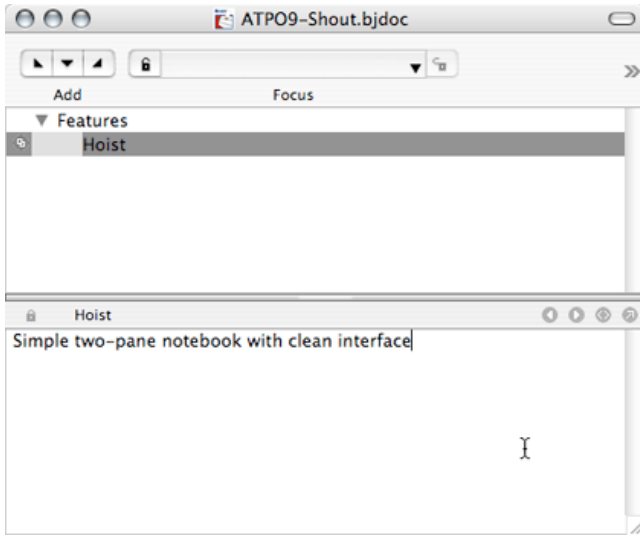 ATPO9-Shout.bjdoc
Add Focus
Features
Hoist
Hoist
Simple two-pane notebook with clean interface